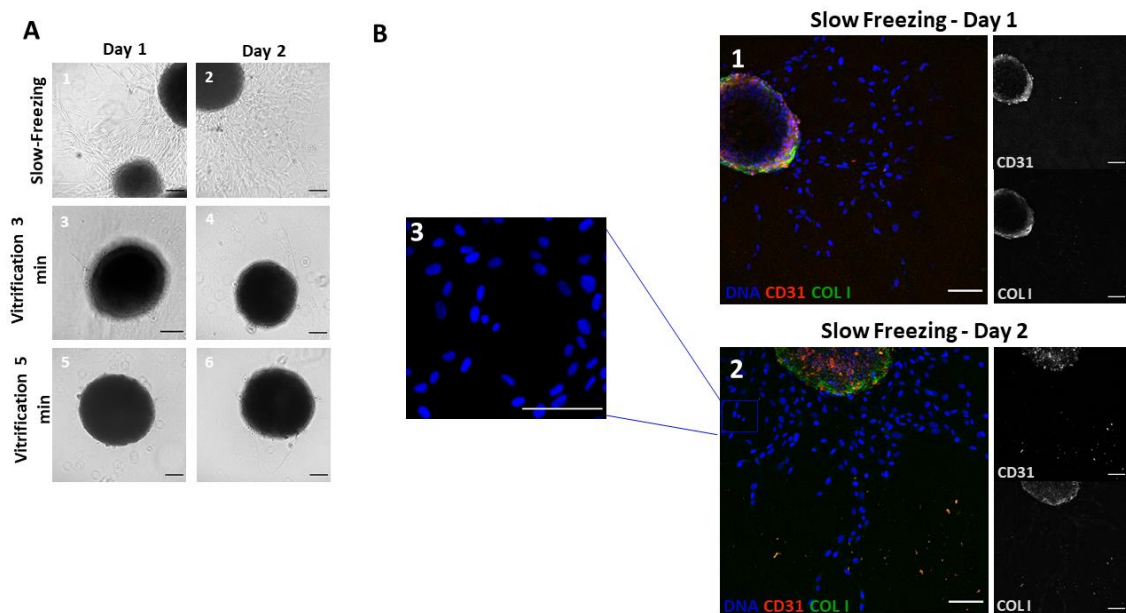 A
Day 1
Day 2
Slow-Freezing
1
2
Vitrification 3
min
3
4
Vitrification 5
min
5
6
B
3
Slow Freezing - Day 1
1
DNA CD31 COL I
CD31
COL I
Slow Freezing - Day 2
2
DNA CD31 COL I
CD31
COL I